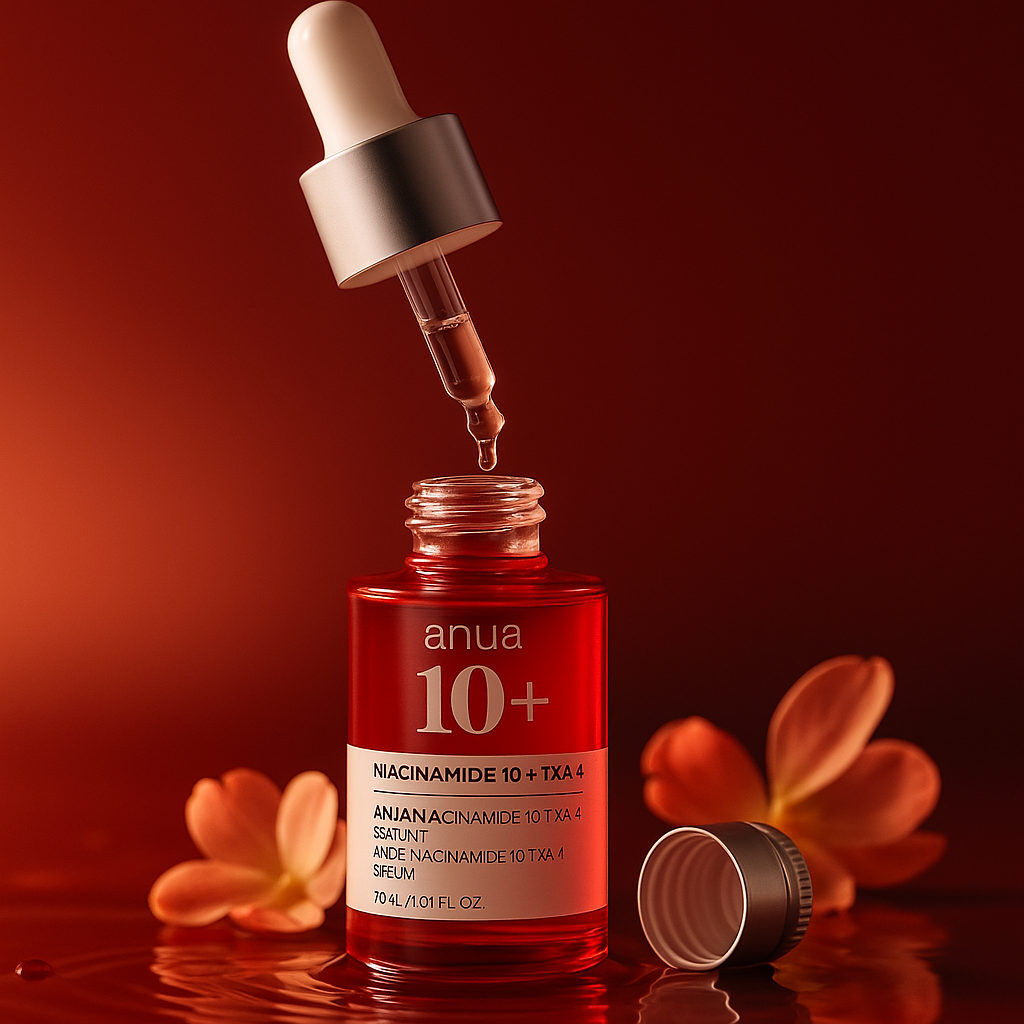 anua
10+
NIACINAMIDE 10 + TXA 4
ANJANACINAMIDE 10 TXA 4
SSATUNT
ANDE NACINAMIDE 10 TXA 4
SIFEUM
70 4L /1.01 FL OZ.